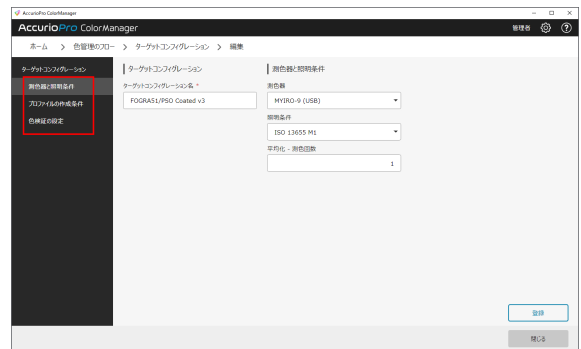 AccurioPro ColorManager
AccurioPro ColorManager 管理者
ホーム > 色管理のフロー > ターゲットコンフィグレーション > 編集
ターゲットコンフィグレーション
測色器と照明条件
プロファイルの作成条件
色検証の設定
ターゲットコンフィグレーション
ターゲットコンフィグレーション名 *
FOGRA51/PSO Coated v3
測色器と照明条件
測色器
MYIRO-9 (USB)
照明条件
ISO 13655 M1
平均化 - 測色回数
1
登録
閉じる